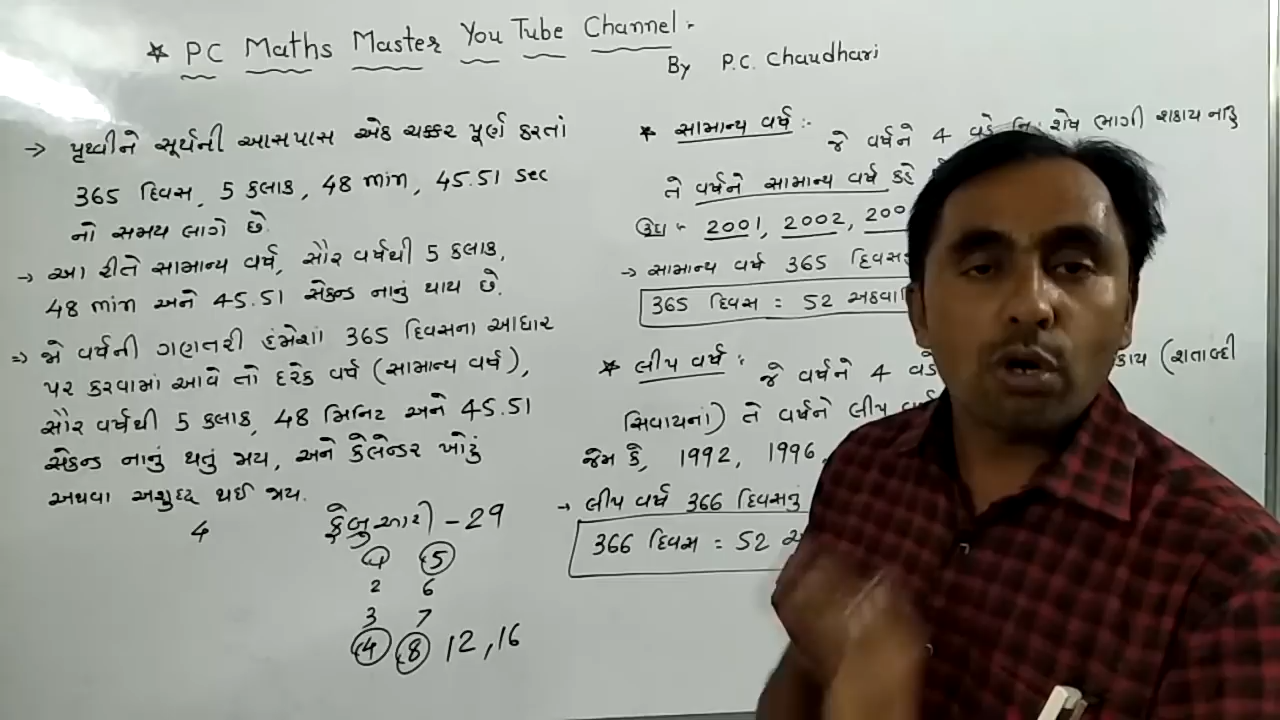 * PC Maths Master You Tube Channel :-
By P.C. Chaudhari
→ પૃથ્વીને સૂર્યની આસપાસ એક ચક્કર પૂર્ણ કરતાં
365 દિવસ, 5 કલાક, 48 મીન, 45.51 sec
નો સમય લાગે છે.
→ આ રીતે સામાન્ય વર્ષ, સૌર વર્ષથી 5 કલાક,
48 મીન અને 45.51 સેકન્ડ નાનું થાય છે.
⇒ જો વર્ષની ગણતરી હંમેશાં 365 દિવસના આધાર
પર કરવામાં આવે તો દરેક વર્ષ (સામાન્ય વર્ષ),
સૌર વર્ષથી 5 કલાક, 48 મિનિટ અને 45.51
સેકન્ડ નાનું થતું જાય, અને કેલેન્ડર ખોટું
અથવા અશુદ્ધ થઈ જાય.
4
ફેબ્રુઆરી - 29
1 5
2 6
3 7
4 8 12, 16
* સામાન્ય વર્ષ :-
જે વર્ષને 4 વડે શેષ ભાગી શકાય નહિ
તે વર્ષને સામાન્ય વર્ષ કહે
ઉદા :- 2001, 2002, 200
→ સામાન્ય વર્ષ 365 દિવસ
365 દિવસ = 52 અઠવા
* લીપ વર્ષ :
જે વર્ષને 4 વડે કાય (શતાબ્દી
સિવાયનાં) તે વર્ષને લીપ વર્ષ
જેમ કે, 1992, 1996,
→ લીપ વર્ષ 366 દિવસનું
366 દિવસ = 52 અ